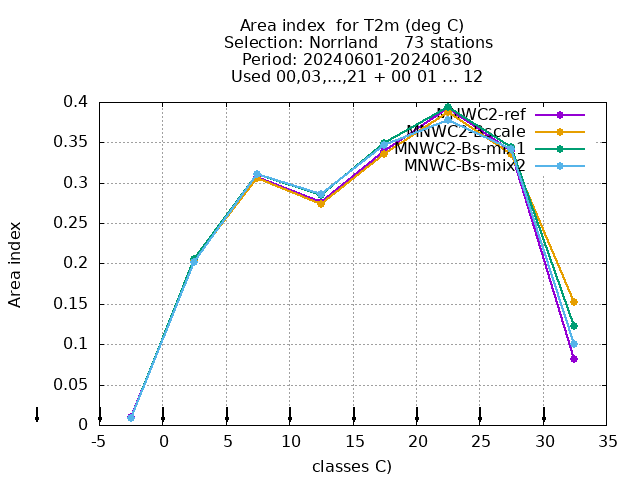 Area index  for T2m (deg C)
Selection: Norrland     73 stations
Period: 20240601-20240630
Used 00,03,...,21 + 00 01 ... 12
Area index
0.4
0.35
0.3
0.25
0.2
0.15
0.1
0.05
0
MNWC2-ref
MNWC2-Bscale
MNWC2-Bs-mix1
MNWC-Bs-mix2
-5 0 5 10 15 20 25 30 35
classes C)